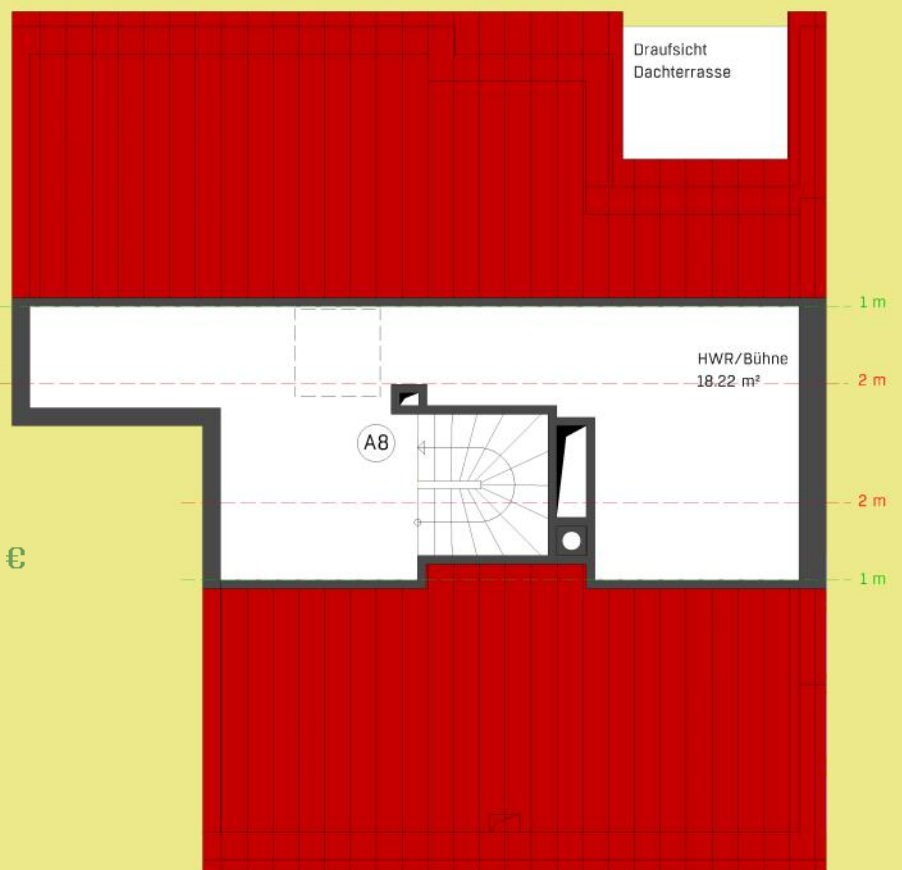 Draufsicht
Dachterrasse
1 m
HWR/Bühne
18.22 m²
2 m
A8
2 m
€
1 m